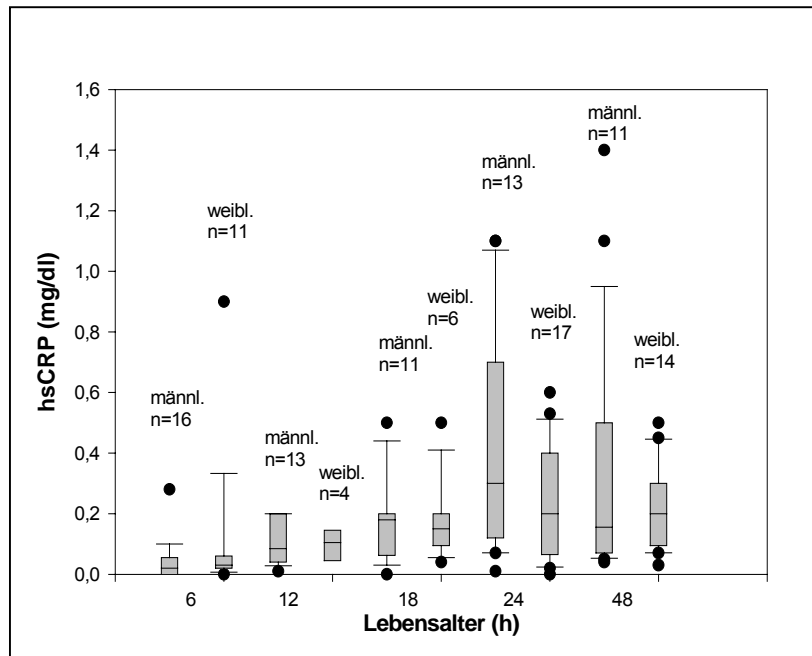 1,6
1,4
1,2
1,0
0,8
0,6
0,4
0,2
0,0
hsCRP (mg/dl)
männl.
n=16
weibl.
n=11
männl.
n=13
weibl.
n=4
männl.
n=11
weibl.
n=6
männl.
n=13
weibl.
n=17
männl.
n=11
weibl.
n=14
6 12 18 24 48
Lebensalter (h)